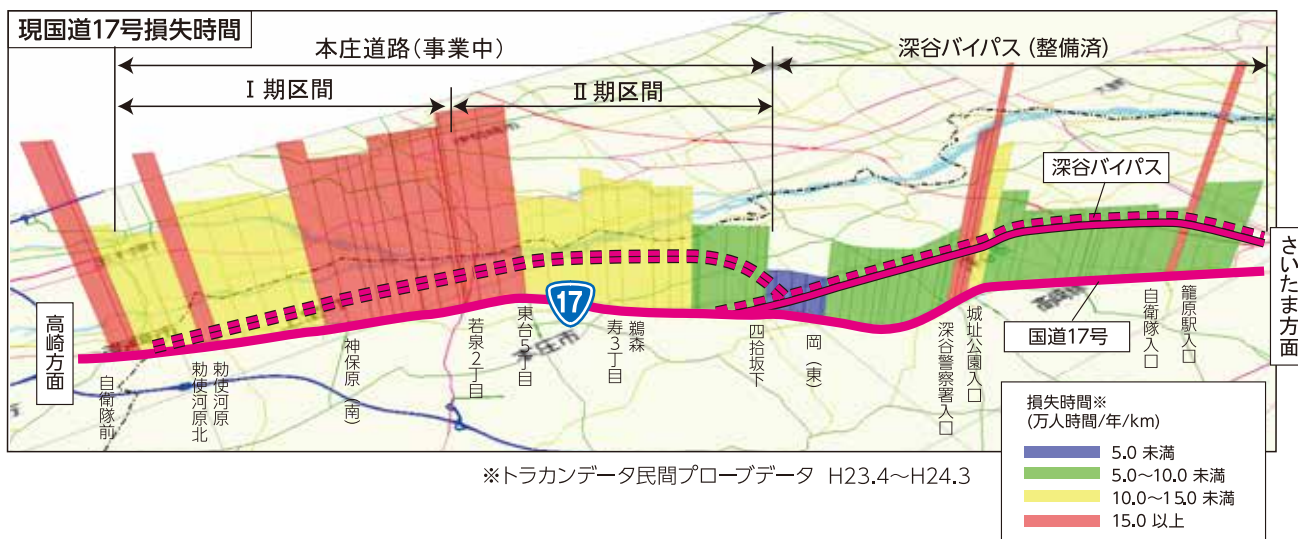 現国道17号損失時間
本庄道路（事業中）
深谷バイパス（整備済）
Ⅰ期区間
Ⅱ期区間
深谷バイパス
さいたま方面
高崎方面
17
国道17号
自衛隊前
勅使河原北
勅使河原
神保原（南）
若泉2丁目
東台5丁目
寿3丁目
鵜森
四拾坂下
岡（東）
深谷警察署入口
城址公園入口
自衛隊入口
籠原駅入口
本庄市
損失時間※
(万人時間/年/km)
5.0 未満
5.0～10.0 未満
10.0～15.0 未満
15.0 以上
※トラカンデータ民間プローブデータ H23.4～H24.3